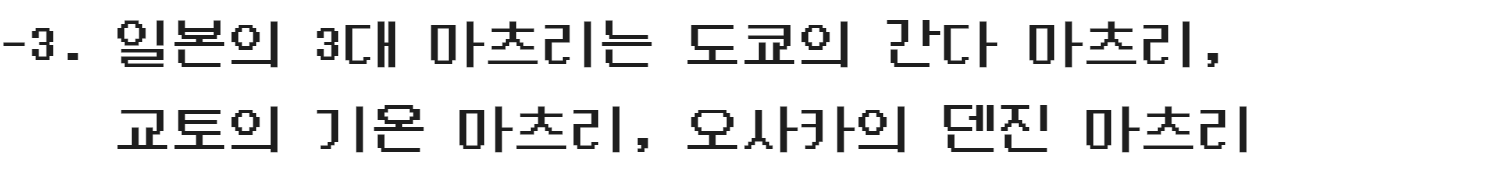 -3. 일본의 3대 마츠리는 도쿄의 간다 마츠리,
교토의 기온 마츠리, 오사카의 덴진 마츠리